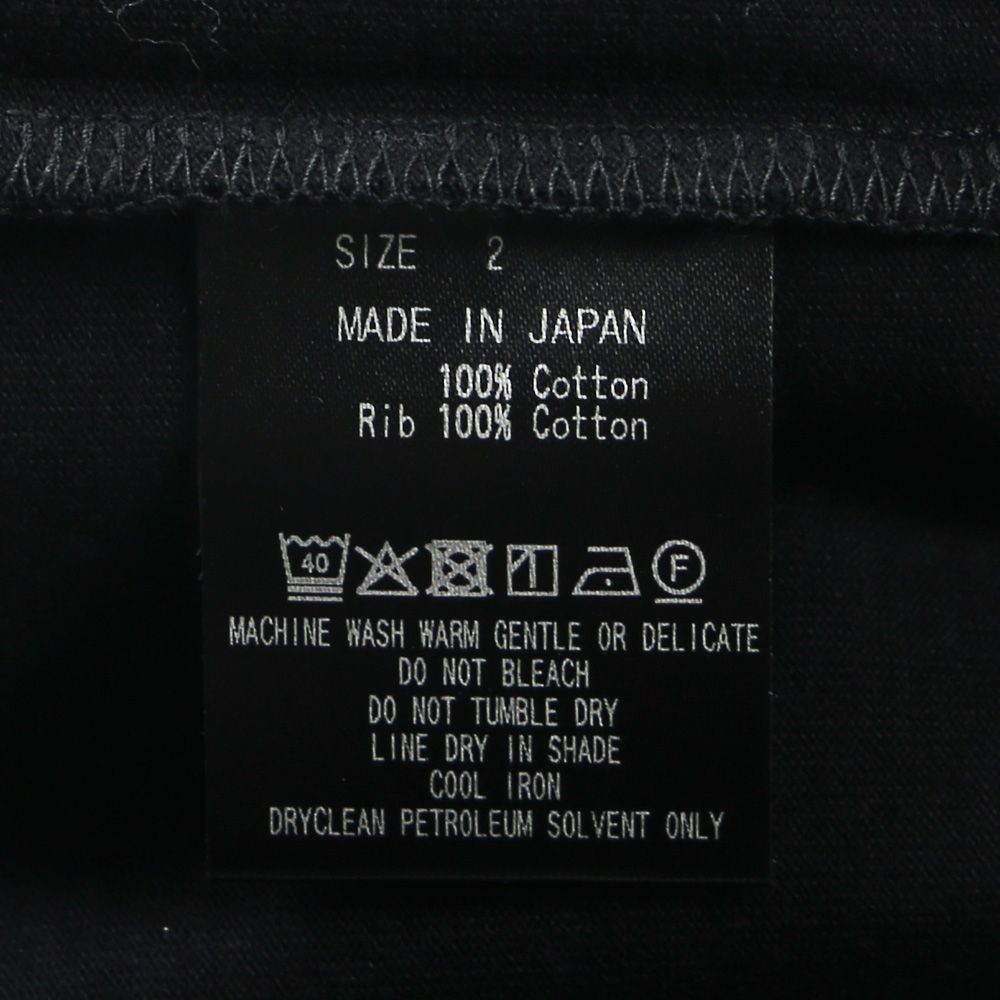 SIZE 2
MADE IN JAPAN
100% Cotton
Rib 100% Cotton
40 F
MACHINE WASH WARM GENTLE OR DELICATE
DO NOT BLEACH
DO NOT TUMBLE DRY
LINE DRY IN SHADE
COOL IRON
DRYCLEAN PETROLEUM SOLVENT ONLY